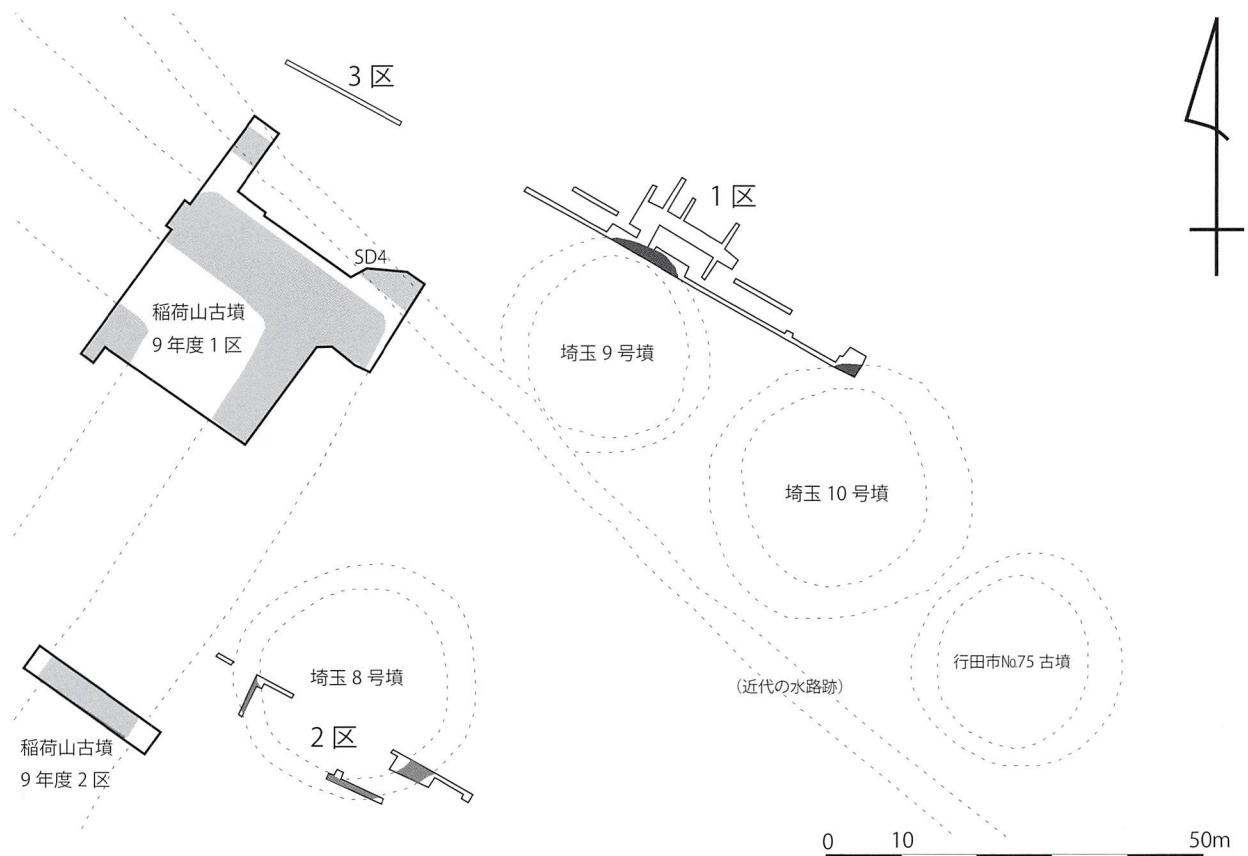 3区
1区
SD4
稲荷山古墳
9年度1区
埼玉9号墳
埼玉10号墳
埼玉8号墳
行田市№75古墳
(近代の水路跡)
2区
稲荷山古墳
9年度2区
0 10 50m